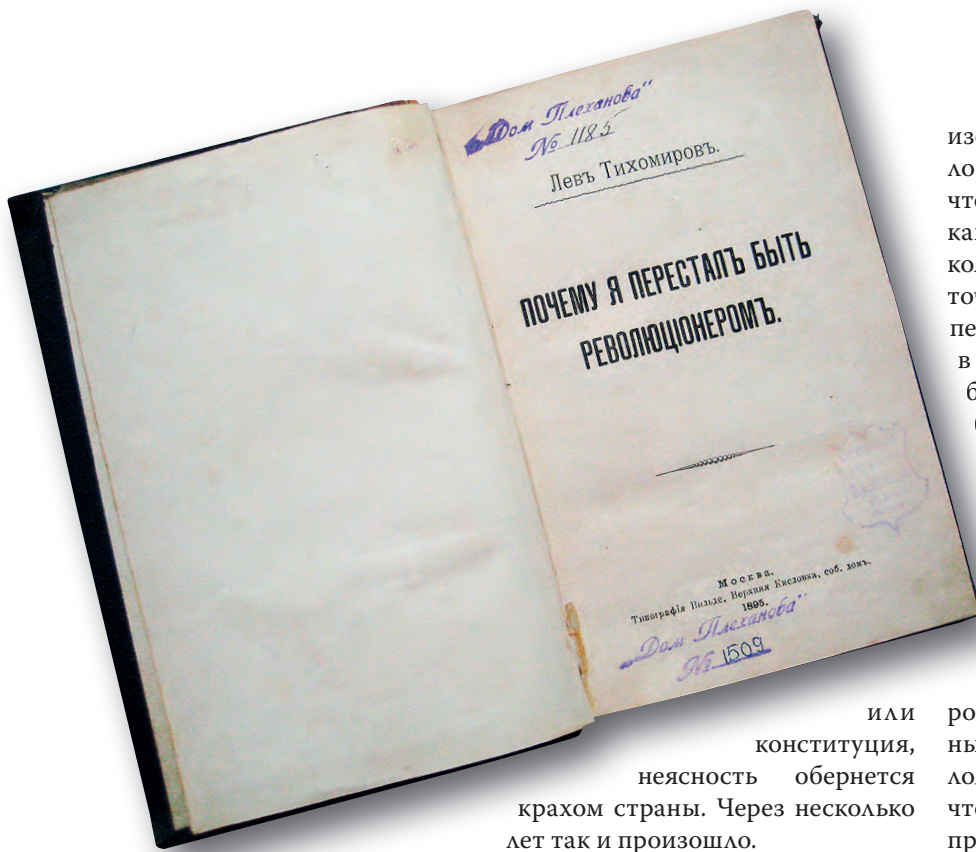 „Дом Плеханова“
№ 1185
Левъ Тихомировъ.
ПОЧЕМУ Я ПЕРЕСТАЛЪ БЫТЬ
РЕВОЛЮЦІОНЕРОМЪ.
Москва.
Типографія Вильде, Верхняя Кисловка, соб. домъ.
1895.
„Дом Плеханова“
№ 1509
или
конституция,
неясность обернется
крахом страны. Через несколько
лет так и произошло.
из
ло
что
ка
кол
точ
пе
в
б
ро
ны
ло
что
пр